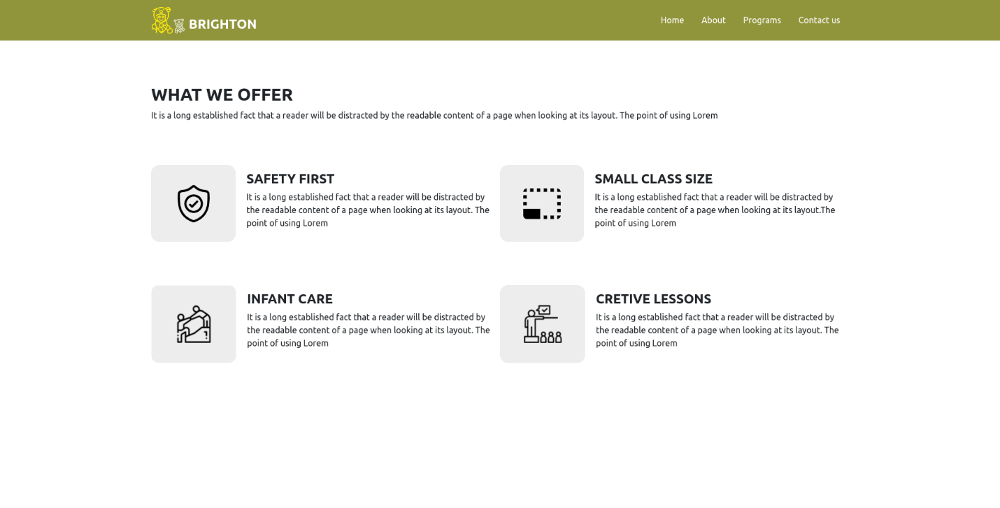 BRIGHTON
Home
About
Programs
Contact us
WHAT WE OFFER
It is a long established fact that a reader will be distracted by the readable content of a page when looking at its layout. The point of using Lorem
SAFETY FIRST
It is a long established fact that a reader will be distracted by
the readable content of a page when looking at its layout. The
point of using Lorem
SMALL CLASS SIZE
It is a long established fact that a reader will be distracted by
the readable content of a page when looking at its layout.The
point of using Lorem
INFANT CARE
It is a long established fact that a reader will be distracted by
the readable content of a page when looking at its layout. The
point of using Lorem
CRETIVE LESSONS
It is a long established fact that a reader will be distracted by
the readable content of a page when looking at its layout. The
point of using Lorem